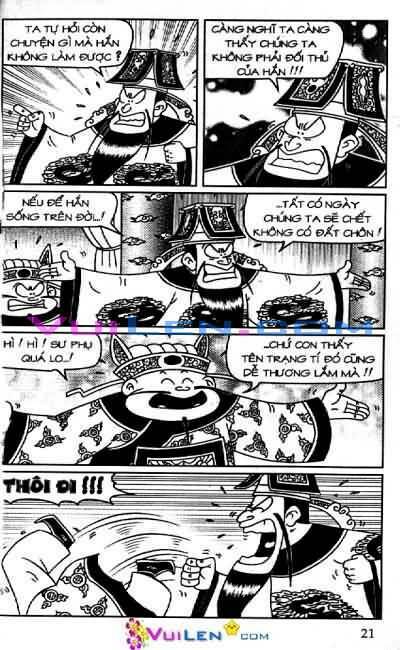 TA TỰ HỎI CÒN
CHUYỆN GÌ MÀ HẮN
KHÔNG LÀM ĐƯỢC ?
CÀNG NGHĨ TA CÀNG
THẤY CHÚNG TA
KHÔNG PHẢI ĐỐI THỦ
CỦA HẮN !!!
NẾU ĐỂ HẮN
SỐNG TRÊN ĐỜI...!
...TẤT CÓ NGÀY
CHÚNG TA SẼ CHẾT
KHÔNG CÓ ĐẤT CHÔN !
VUILEN.COM
HÌ ! HÌ ! SƯ PHỤ
QUÁ LO...!
...CHỨ CON THẤY
TÊN TRẠNG TÍ ĐÓ CŨNG
DỄ THƯƠNG LẮM MÀ !!
THÔI ĐI !!!
21
VUILEN.COM